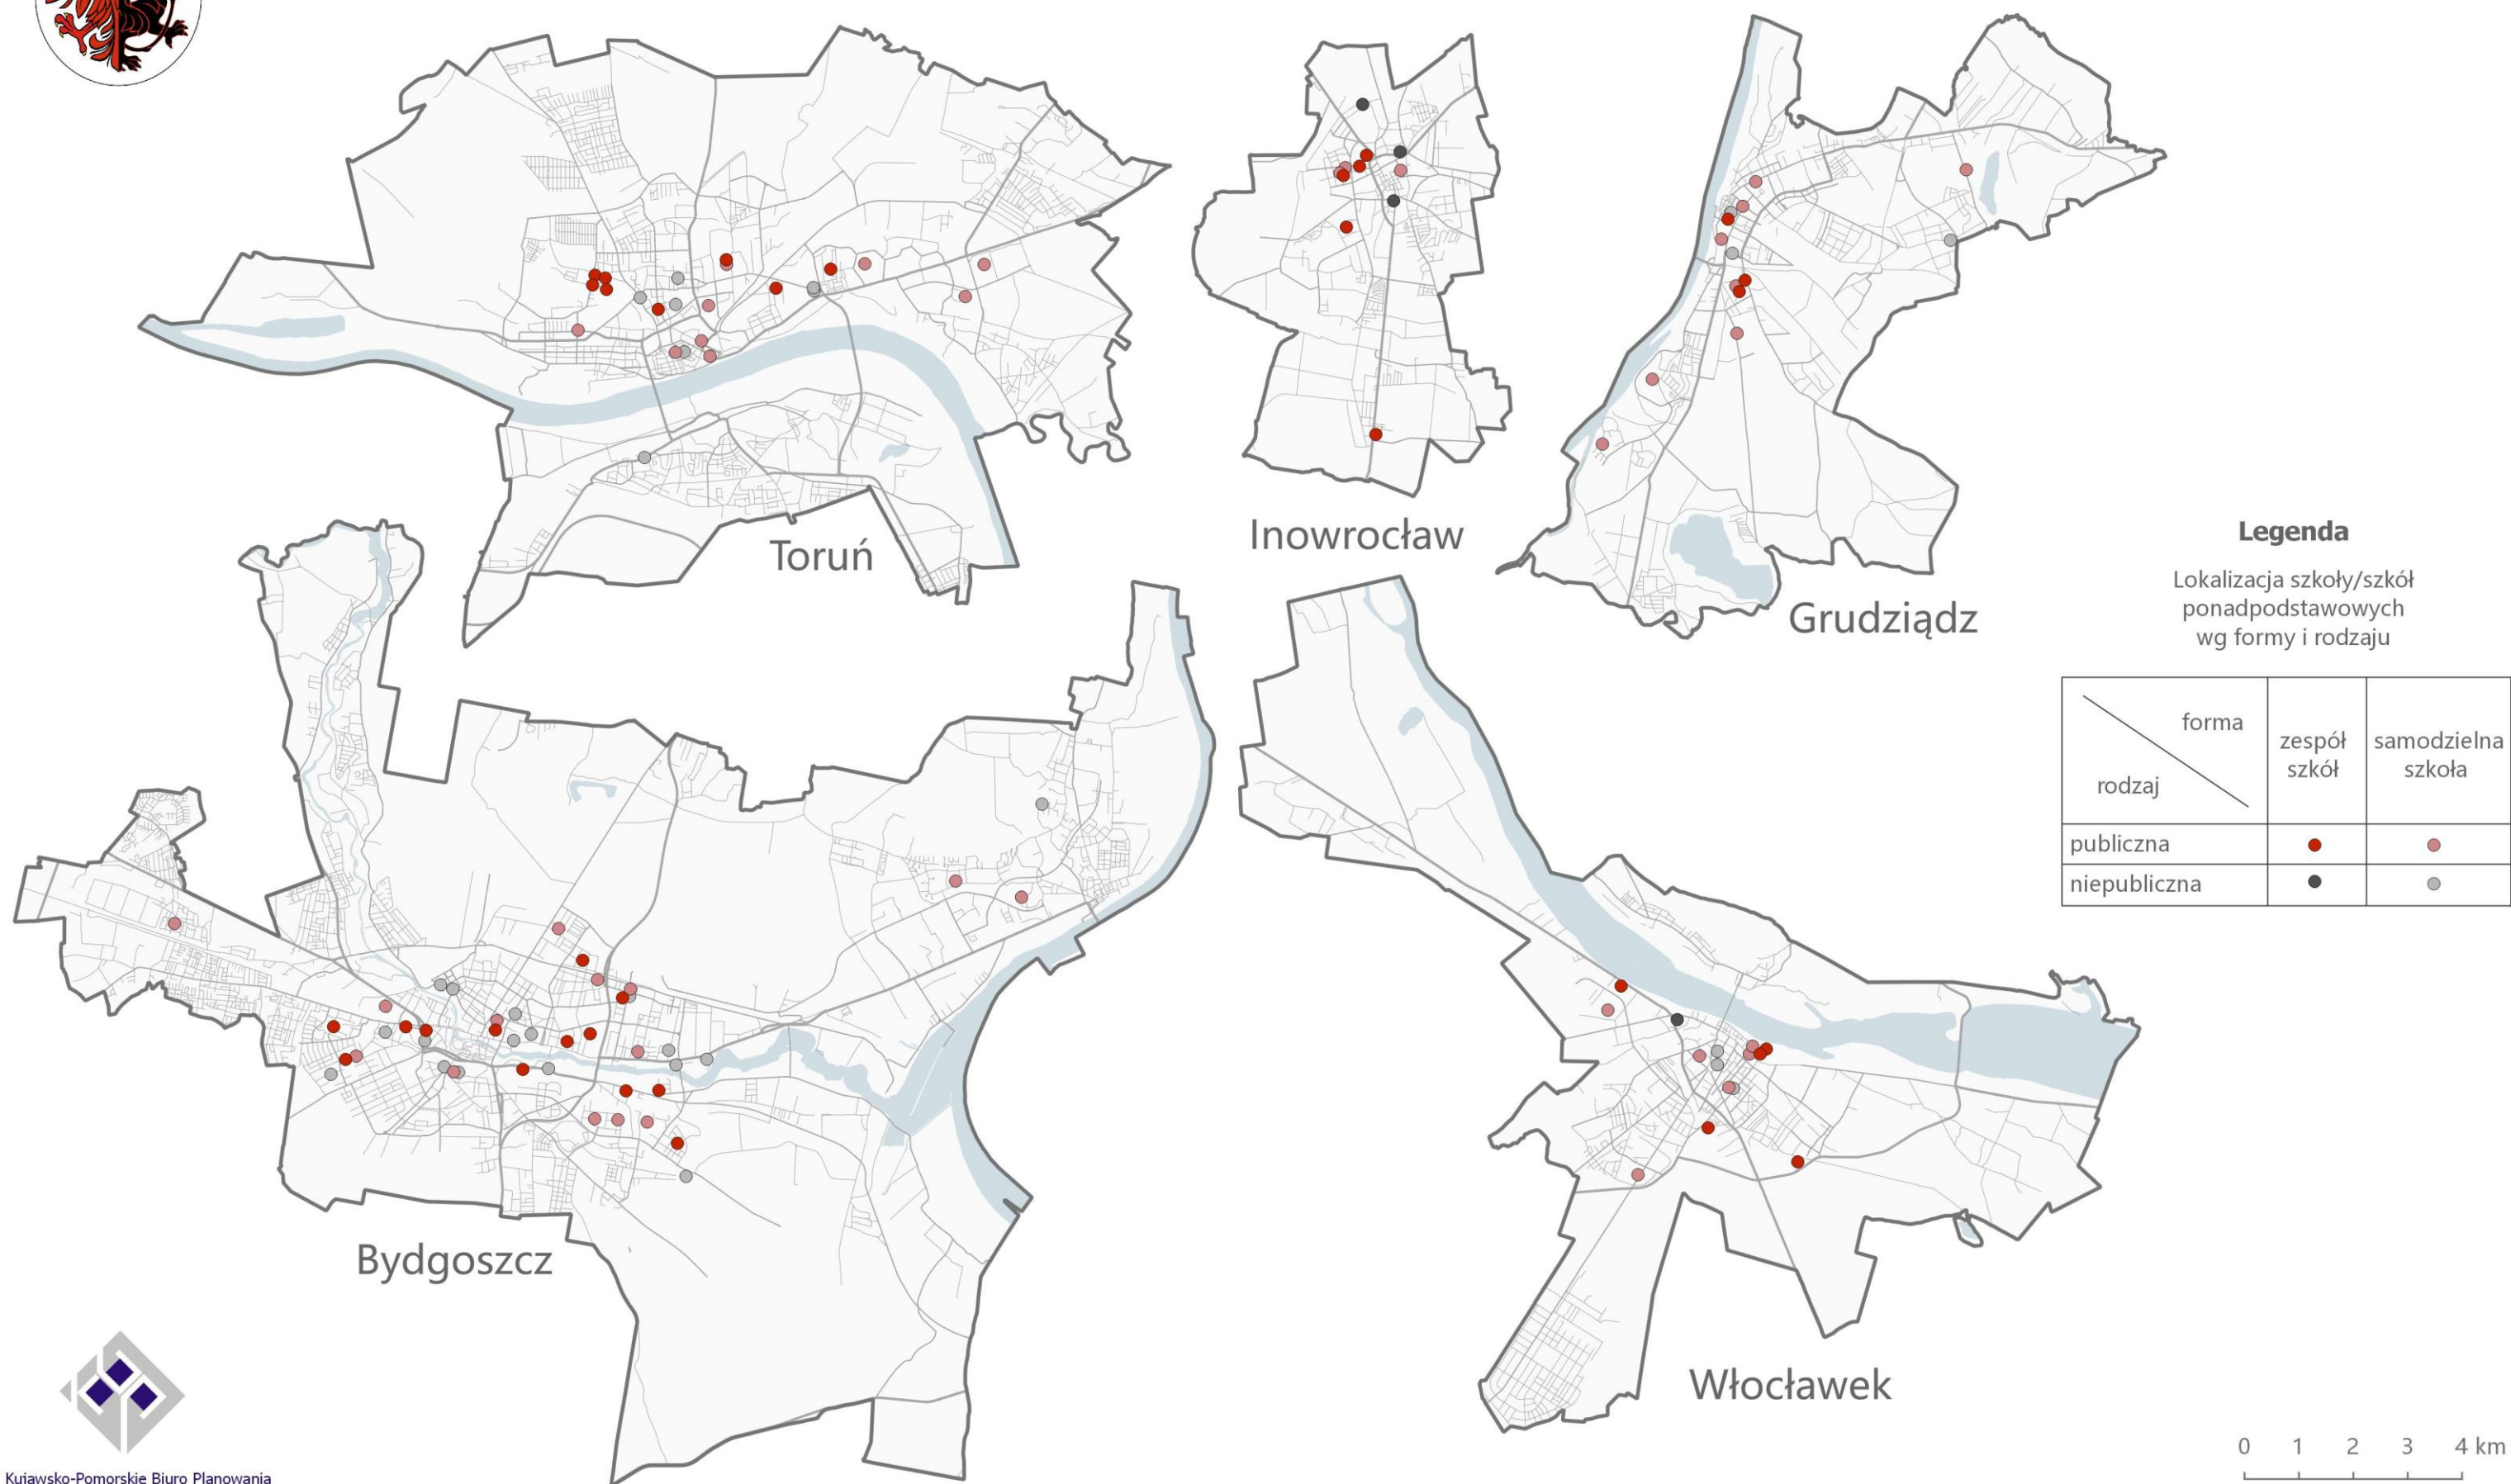 Toruń
Inowrocław
Grudziądz
Legenda
Lokalizacja szkoły/szkół
ponadpodstawowych
wg formy i rodzaju
forma
rodzaj
zespół
szkół
samodzielna
szkoła
publiczna
niepubliczna
Bydgoszcz
Włocławek
0 1 2 3 4 km
Kujawsko-Pomorskie Biuro Planowania